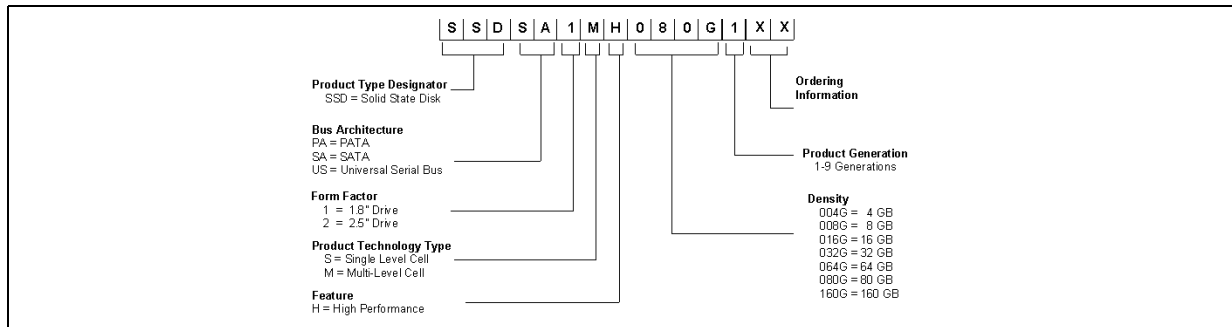 S S D S A 1 M H 0 8 0 G 1 X X
Product Type Designator
SSD = Solid State Disk
Bus Architecture
PA = PATA
SA = SATA
US = Universal Serial Bus
Form Factor
1 = 1.8" Drive
2 = 2.5" Drive
Product Technology Type
S = Single Level Cell
M = Multi-Level Cell
Feature
H = High Performance
Ordering
Information
Product Generation
1-9 Generations
Density
004G = 4 GB
008G = 8 GB
016G = 16 GB
032G = 32 GB
064G = 64 GB
080G = 80 GB
160G = 160 GB